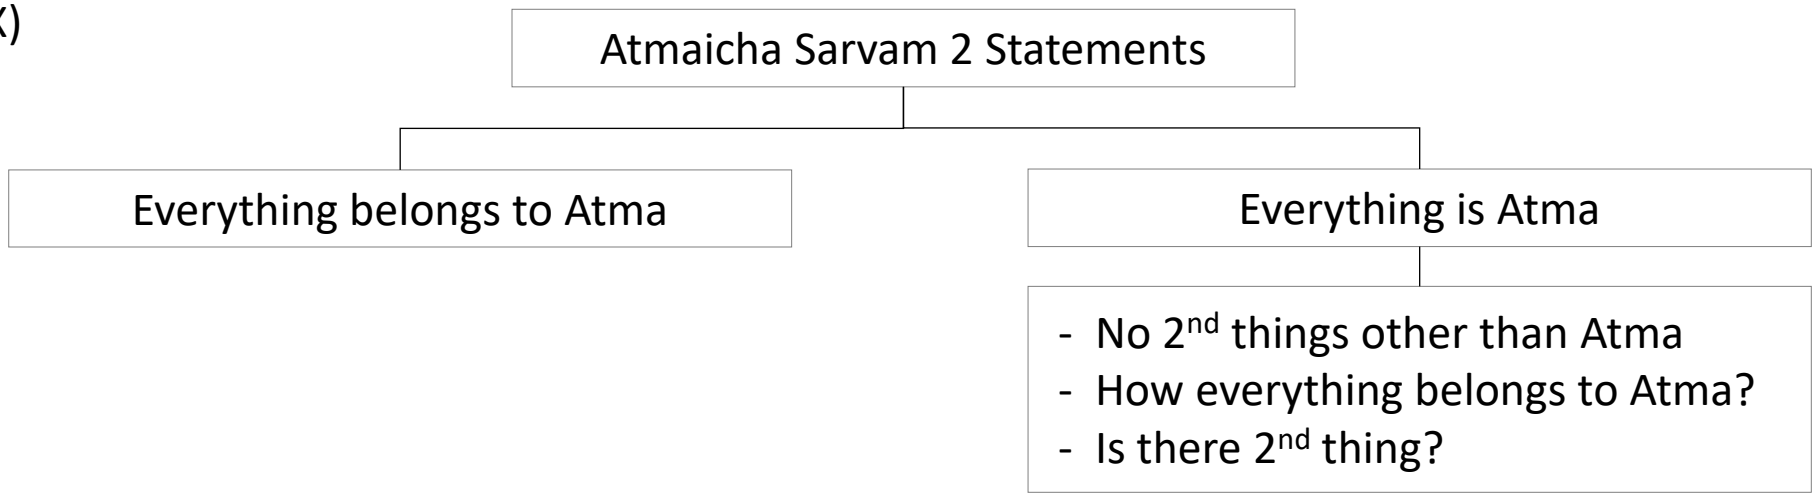 X)
Atmaicha Sarvam 2 Statements
Everything belongs to Atma
Everything is Atma
- No 2nd things other than Atma
- How everything belongs to Atma?
- Is there 2nd thing?